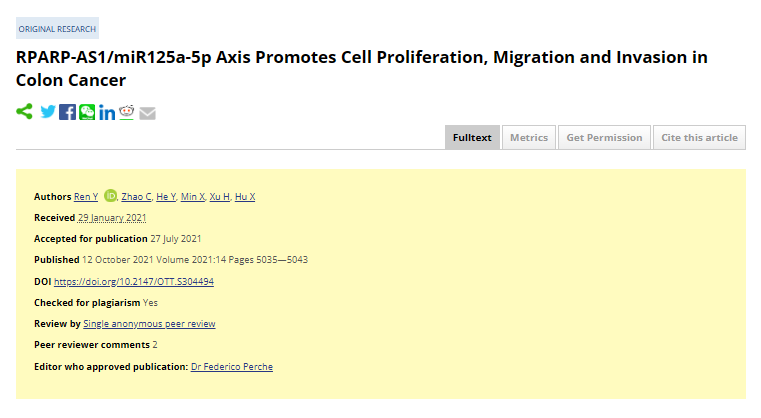 ORIGINAL RESEARCH
RPARP-AS1/miR125a-5p Axis Promotes Cell Proliferation, Migration and Invasion in
Colon Cancer
Fulltext Metrics Get Permission Cite this article
Authors Ren Y iD, Zhao C, He Y, Min X, Xu H, Hu X
Received 29 January 2021
Accepted for publication 27 July 2021
Published 12 October 2021 Volume 2021:14 Pages 5035—5043
DOI https://doi.org/10.2147/OTT.S304494
Checked for plagiarism Yes
Review by Single anonymous peer review
Peer reviewer comments 2
Editor who approved publication: Dr Federico Perche